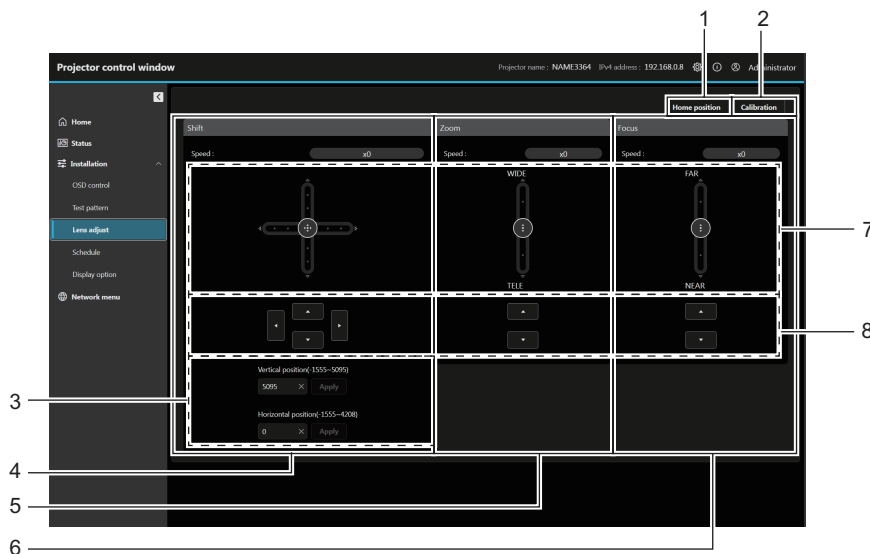 1 2
Projector control window Projector name : NAME3364 IPv4 address : 192.168.0.8 Administrator
Home position Calibration
Home
Status
Installation
OSD control
Test pattern
Lens adjust
Schedule
Display option
Network menu
Shift Zoom Focus
Speed : x0 Speed : x0 Speed : x0
WIDE FAR
7
TELE NEAR
8
Vertical position(-1555~5095)
5095 × Apply
3
Horizontal position(-1555~4208)
0 × Apply
4
5
6